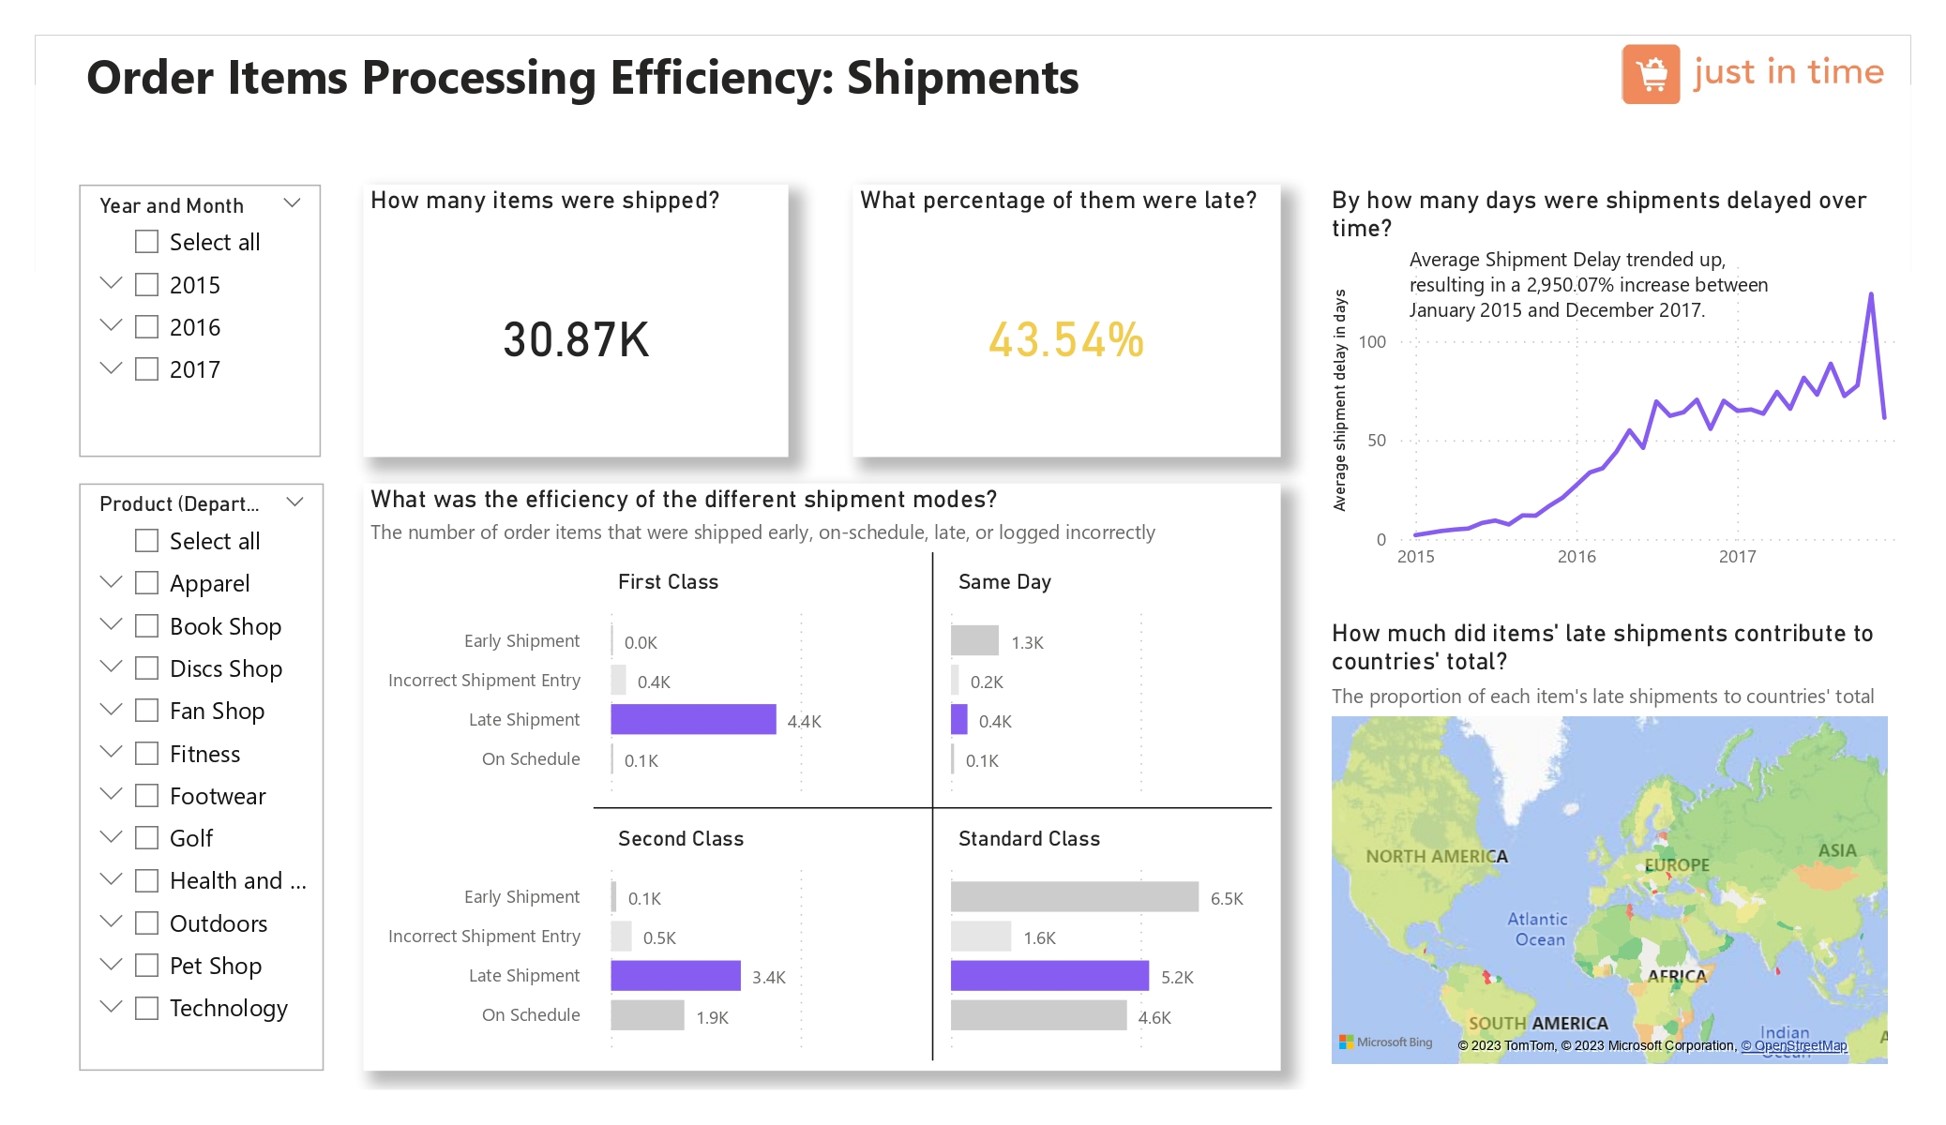 Order Items Processing Efficiency: Shipments
just in time
Year and Month
Select all
2015
2016
2017
Product (Depart...
Select all
Apparel
Book Shop
Discs Shop
Fan Shop
Fitness
Footwear
Golf
Health and ...
Outdoors
Pet Shop
Technology
How many items were shipped?
30.87K
What percentage of them were late?
43.54%
What was the efficiency of the different shipment modes?
The number of order items that were shipped early, on-schedule, late, or logged incorrectly
First Class
Early Shipment 0.0K
Incorrect Shipment Entry 0.4K
Late Shipment 4.4K
On Schedule 0.1K
Same Day
1.3K
0.2K
0.4K
0.1K
Second Class
Early Shipment 0.1K
Incorrect Shipment Entry 0.5K
Late Shipment 3.4K
On Schedule 1.9K
Standard Class
6.5K
1.6K
5.2K
4.6K
By how many days were shipments delayed over
time?
Average Shipment Delay trended up,
resulting in a 2,950.07% increase between
January 2015 and December 2017.
Average shipment delay in days
100
50
0
2015 2016 2017
How much did items' late shipments contribute to
countries' total?
The proportion of each item's late shipments to countries' total
NORTH AMERICA
EUROPE
ASIA
Atlantic
Ocean
AFRICA
SOUTH AMERICA
Indian
Ocean
A
Microsoft Bing
© 2023 TomTom, © 2023 Microsoft Corporation, © OpenStreetMap